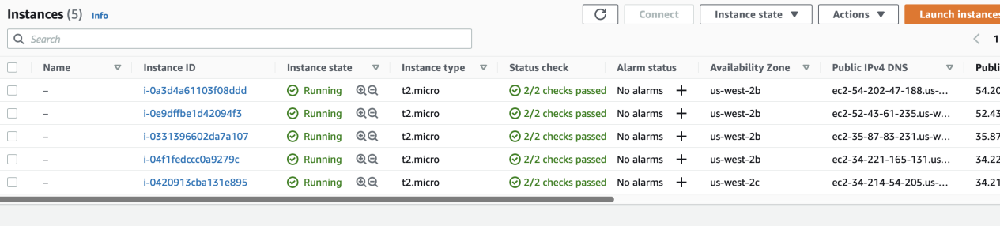 Instances (5) Info Connect Instance state Actions Launch instances
Search 1
Name Instance ID Instance state Instance type Status check Alarm status Availability Zone Public IPv4 DNS Publi
– i-0a3d4a61103f08ddd Running t2.micro 2/2 checks passed No alarms + us-west-2b ec2-54-202-47-188.us-... 54.20
– i-0e9dffbe1d42094f3 Running t2.micro 2/2 checks passed No alarms + us-west-2b ec2-52-43-61-235.us-w... 52.43
– i-0331396602da7a107 Running t2.micro 2/2 checks passed No alarms + us-west-2b ec2-35-87-83-231.us-w... 35.87
– i-04f1fedccc0a9279c Running t2.micro 2/2 checks passed No alarms + us-west-2b ec2-34-221-165-131.us... 34.22
– i-0420913cba131e895 Running t2.micro 2/2 checks passed No alarms + us-west-2c ec2-34-214-54-205.us-... 34.21